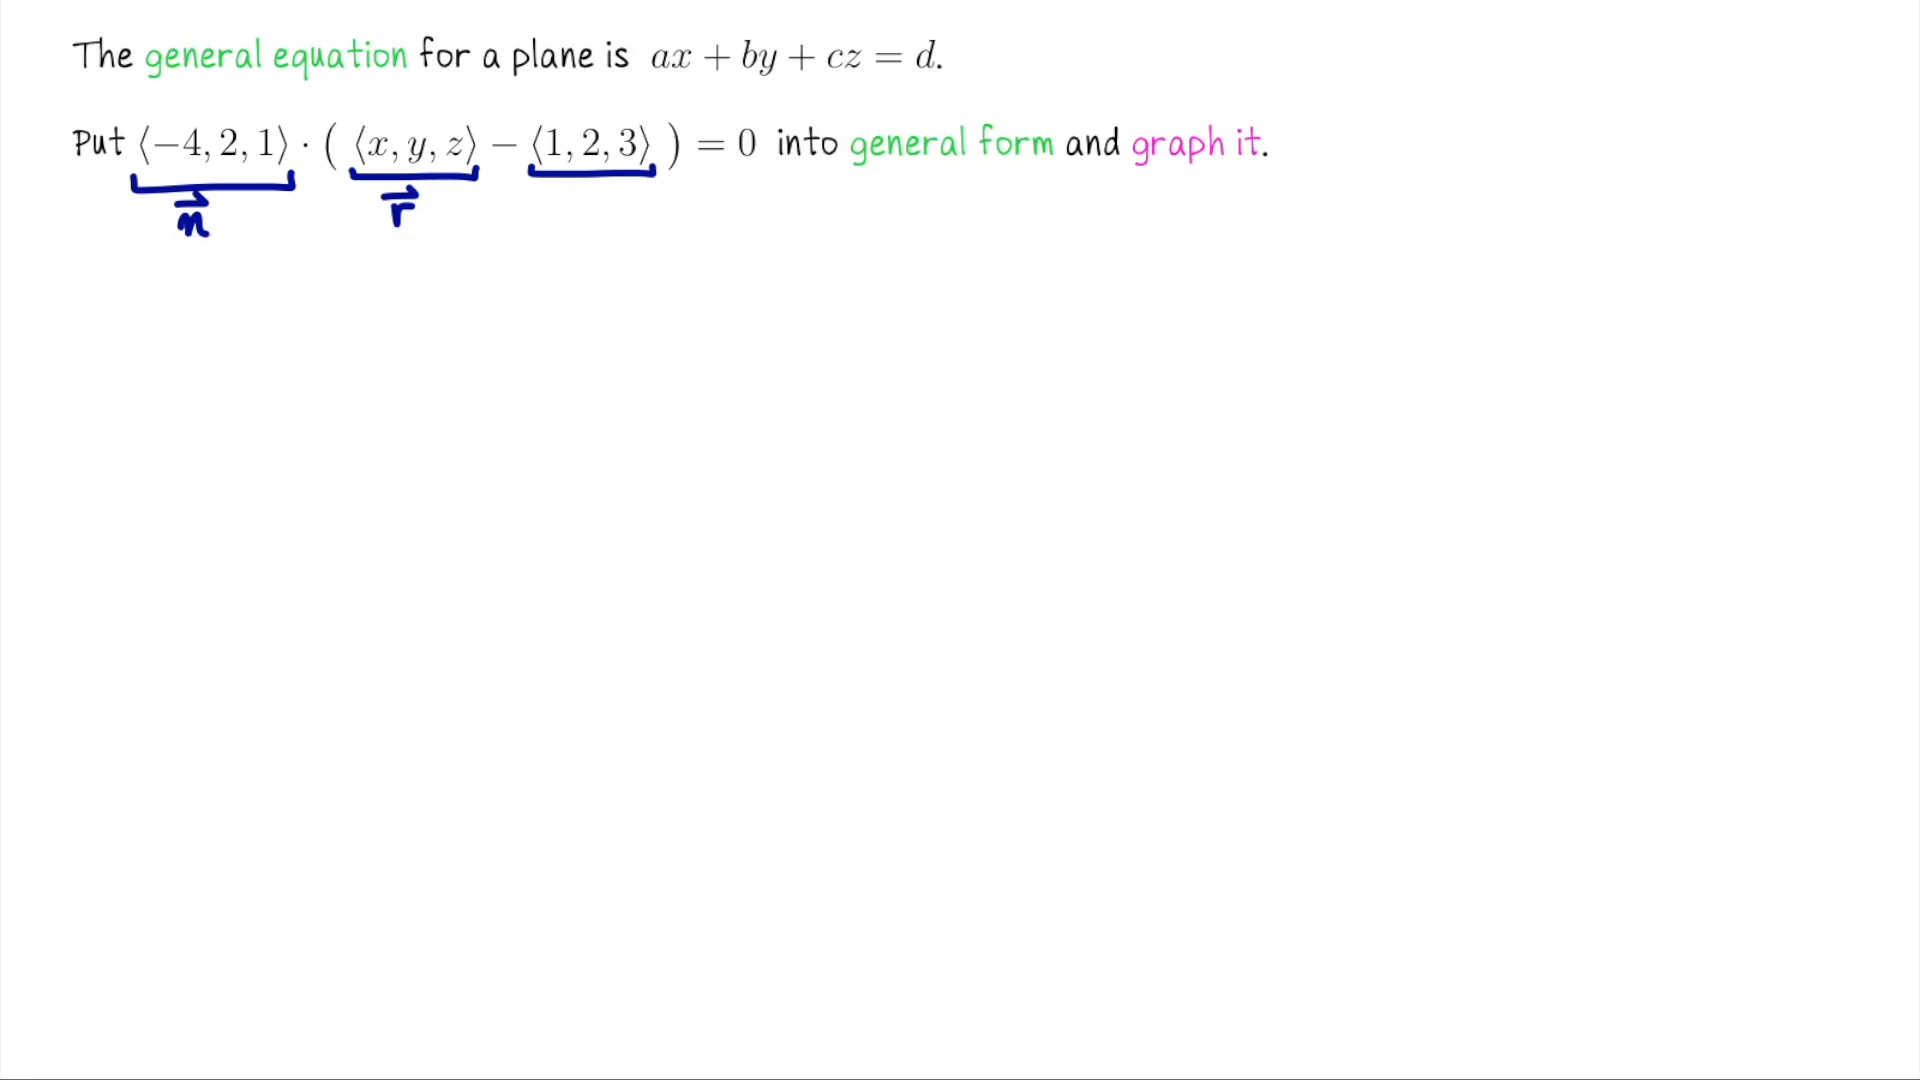 The general equation for a plane is ax + by + cz = d.
Put ⟨−4, 2, 1⟩ · ( ⟨x, y, z⟩ − ⟨1, 2, 3⟩ ) = 0 into general form and graph it.
n⃗ r⃗